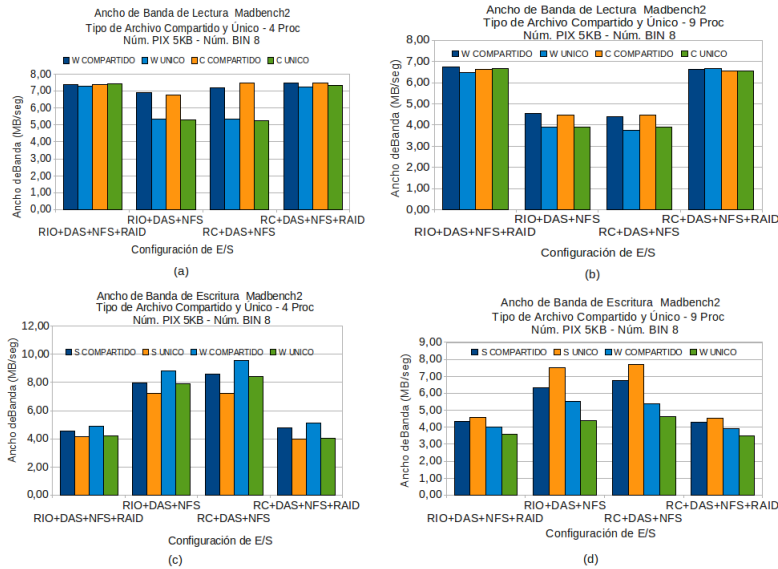 Ancho de Banda de Lectura Madbench2
Tipo de Archivo Compartido y Único - 4 Proc
Núm. PIX 5KB - Núm. BIN 8
W COMPARTIDO W UNICO C COMPARTIDO C UNICO
Ancho deBanda (MB/seg)
8,00
7,00
6,00
5,00
4,00
3,00
2,00
1,00
0,00
RIO+DAS+NFS RC+DAS+NFS+RAID
RIO+DAS+NFS+RAID RC+DAS+NFS
Configuración de E/S
(a)
Ancho de Banda de Lectura Madbench2
Tipo de Archivo Compartido y Único - 9 Proc
Núm. PIX 5KB - Núm. BIN 8
W COMPARTIDO W UNICO C COMPARTIDO C UNICO
Ancho deBanda (MB/seg)
8,00
7,00
6,00
5,00
4,00
3,00
2,00
1,00
0,00
RIO+DAS+NFS RC+DAS+NFS+RAID
RIO+DAS+NFS+RAID RC+DAS+NFS
Configuración de E/S
(b)
Ancho de Banda de Escritura Madbench2
Tipo de Archivo Compartido y Único - 4 Proc
Núm. PIX 5KB - Núm. BIN 8
S COMPARTIDO S UNICO W COMPARTIDO W UNICO
Ancho deBanda (MB/seg)
12,00
10,00
8,00
6,00
4,00
2,00
0,00
RIO+DAS+NFS RC+DAS+NFS+RAID
RIO+DAS+NFS+RAID RC+DAS+NFS
Configuración de E/S
(c)
Ancho de Banda de Escritura Madbench2
Tipo de Archivo Compartido y Único - 9 Proc
Núm. PIX 5KB - Núm. BIN 8
S COMPARTIDO S UNICO W COMPARTIDO W UNICO
Ancho deBanda (MB/seg)
9,00
8,00
7,00
6,00
5,00
4,00
3,00
2,00
1,00
0,00
RIO+DAS+NFS RC+DAS+NFS+RAID
RIO+DAS+NFS+RAID RC+DAS+NFS
Configuración de E/S
(d)